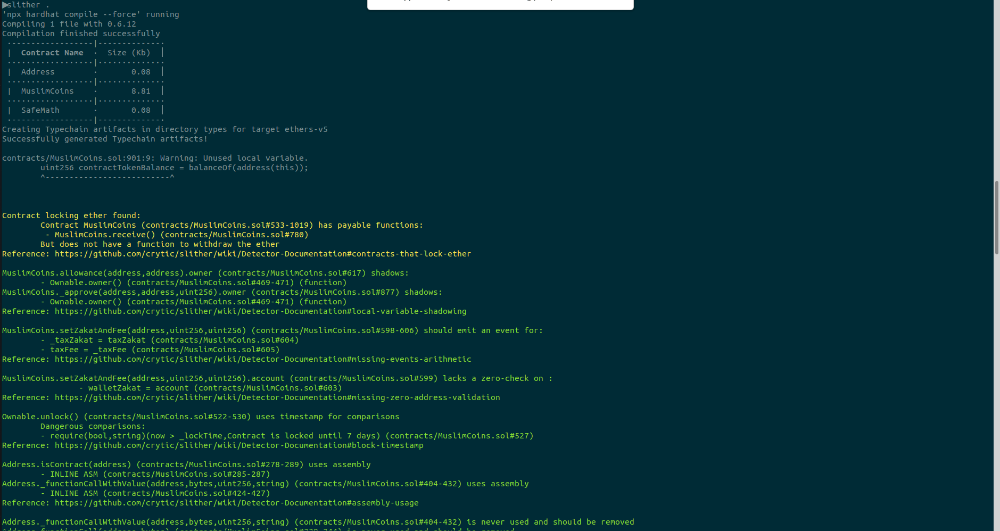 slither .
'npx hardhat compile --force' running
Compiling 1 file with 0.6.12
Compilation finished successfully
·-----------------|-------------·
|  Contract Name  ·  Size (Kb)  │
·················|··············
|  Address        ·       0.08  │
·················|··············
|  MuslimCoins    ·       8.81  │
·················|··············
|  SafeMath       ·       0.08  │
·-----------------|-------------·
Creating Typechain artifacts in directory types for target ethers-v5
Successfully generated Typechain artifacts!
contracts/MuslimCoins.sol:901:9: Warning: Unused local variable.
        uint256 contractTokenBalance = balanceOf(address(this));
        ^--------------------------^
Contract locking ether found:
        Contract MuslimCoins (contracts/MuslimCoins.sol#533-1019) has payable functions:
         - MuslimCoins.receive() (contracts/MuslimCoins.sol#780)
        But does not have a function to withdraw the ether
Reference: https://github.com/crytic/slither/wiki/Detector-Documentation#contracts-that-lock-ether
MuslimCoins.allowance(address,address).owner (contracts/MuslimCoins.sol#617) shadows:
        - Ownable.owner() (contracts/MuslimCoins.sol#469-471) (function)
MuslimCoins._approve(address,address,uint256).owner (contracts/MuslimCoins.sol#877) shadows:
        - Ownable.owner() (contracts/MuslimCoins.sol#469-471) (function)
Reference: https://github.com/crytic/slither/wiki/Detector-Documentation#local-variable-shadowing
MuslimCoins.setZakatAndFee(address,uint256,uint256) (contracts/MuslimCoins.sol#598-606) should emit an event for:
        - _taxZakat = taxZakat (contracts/MuslimCoins.sol#604)
        - taxFee = _taxFee (contracts/MuslimCoins.sol#605)
Reference: https://github.com/crytic/slither/wiki/Detector-Documentation#missing-events-arithmetic
MuslimCoins.setZakatAndFee(address,uint256,uint256).account (contracts/MuslimCoins.sol#599) lacks a zero-check on :
                - walletZakat = account (contracts/MuslimCoins.sol#603)
Reference: https://github.com/crytic/slither/wiki/Detector-Documentation#missing-zero-address-validation
Ownable.unlock() (contracts/MuslimCoins.sol#522-530) uses timestamp for comparisons
        Dangerous comparisons:
        - require(bool,string)(now > _lockTime,Contract is locked until 7 days) (contracts/MuslimCoins.sol#527)
Reference: https://github.com/crytic/slither/wiki/Detector-Documentation#block-timestamp
Address.isContract(address) (contracts/MuslimCoins.sol#278-289) uses assembly
        - INLINE ASM (contracts/MuslimCoins.sol#285-287)
Address._functionCallWithValue(address,bytes,uint256,string) (contracts/MuslimCoins.sol#404-432) uses assembly
        - INLINE ASM (contracts/MuslimCoins.sol#424-427)
Reference: https://github.com/crytic/slither/wiki/Detector-Documentation#assembly-usage
Address._functionCallWithValue(address,bytes,uint256,string) (contracts/MuslimCoins.sol#404-432) is never used and should be removed